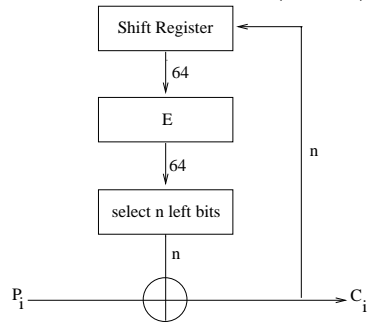 Shift Register
64
E
n
64
select n left bits
n
P_i
C_i